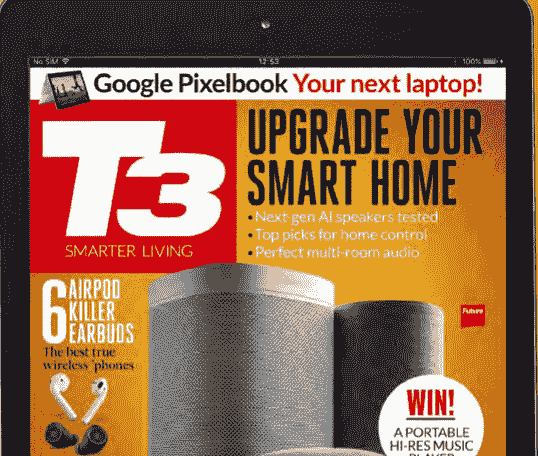 No SIM 12:53 100%
Google Pixelbook Your next laptop!
T3
SMARTER LIVING
UPGRADE YOUR
SMART HOME
• Next-gen AI speakers tested
• Top picks for home control
• Perfect multi-room audio
6 AIRPOD
KILLER
EARBUDS
The best true
wireless 'phones
Future
WIN!
A PORTABLE
HI-RES MUSIC
PLAYER